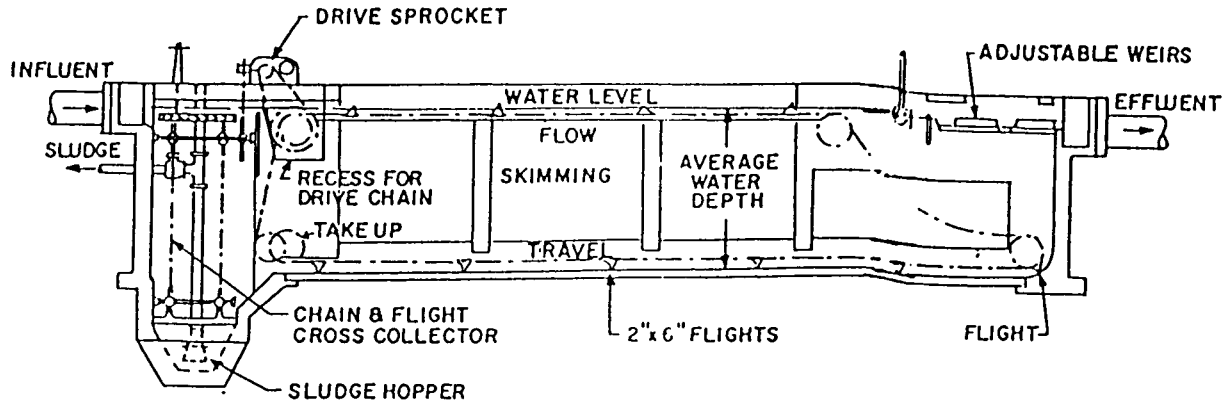 DRIVE SPROCKET
ADJUSTABLE WEIRS
INFLUENT
WATER LEVEL
EFFLUENT
FLOW
SLUDGE
SKIMMING
AVERAGE
WATER
DEPTH
RECESS FOR
DRIVE CHAIN
TAKE UP
TRAVEL
CHAIN & FLIGHT
CROSS COLLECTOR
2"x6" FLIGHTS
FLIGHT
SLUDGE HOPPER